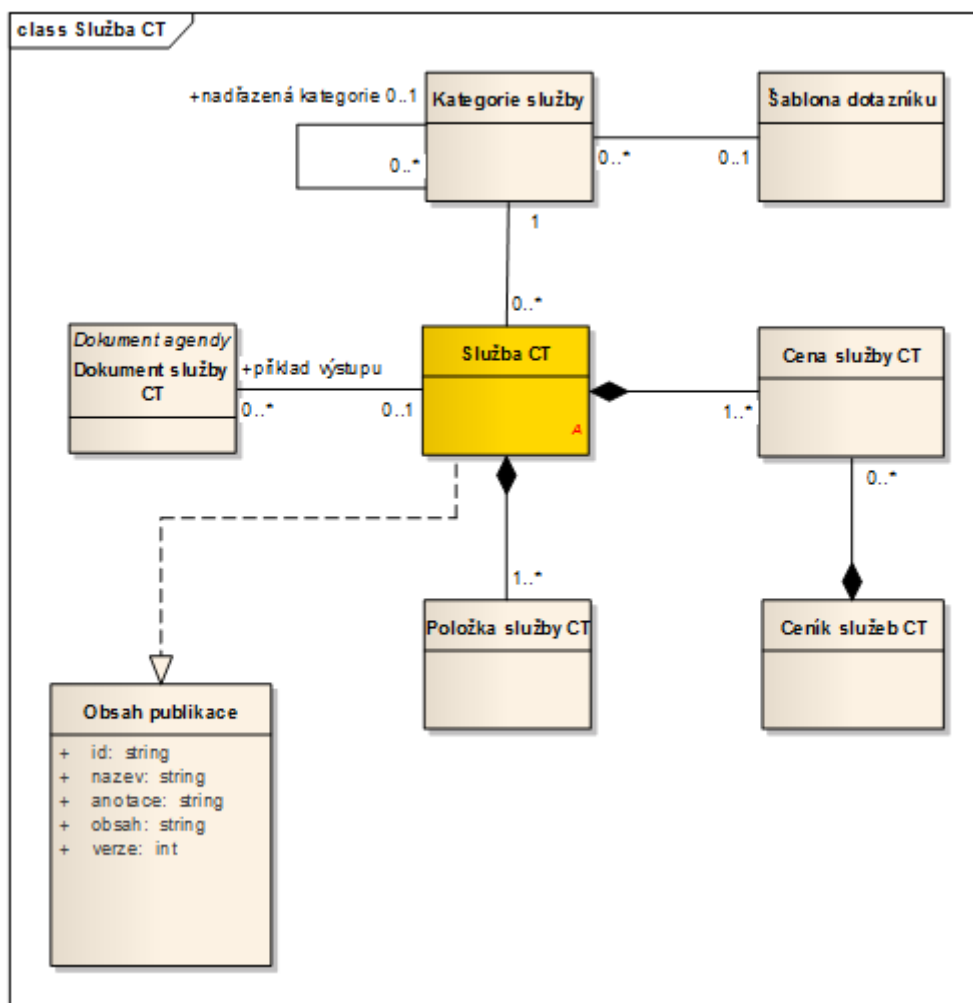 class Služba CT
+nadřazená kategorie 0..1
0..*
Kategorie služby
0..*
0..1
Šablona dotazníku
1
0..*
Dokument agendy
Dokument služby
CT
+příklad výstupu
0..*
0..1
Služba CT
A
1..*
Cena služby CT
0..*
1..*
Položka služby CT
Ceník služeb CT
Obsah publikace
+ id: string
+ nazev: string
+ anotace: string
+ obsah: string
+ verze: int